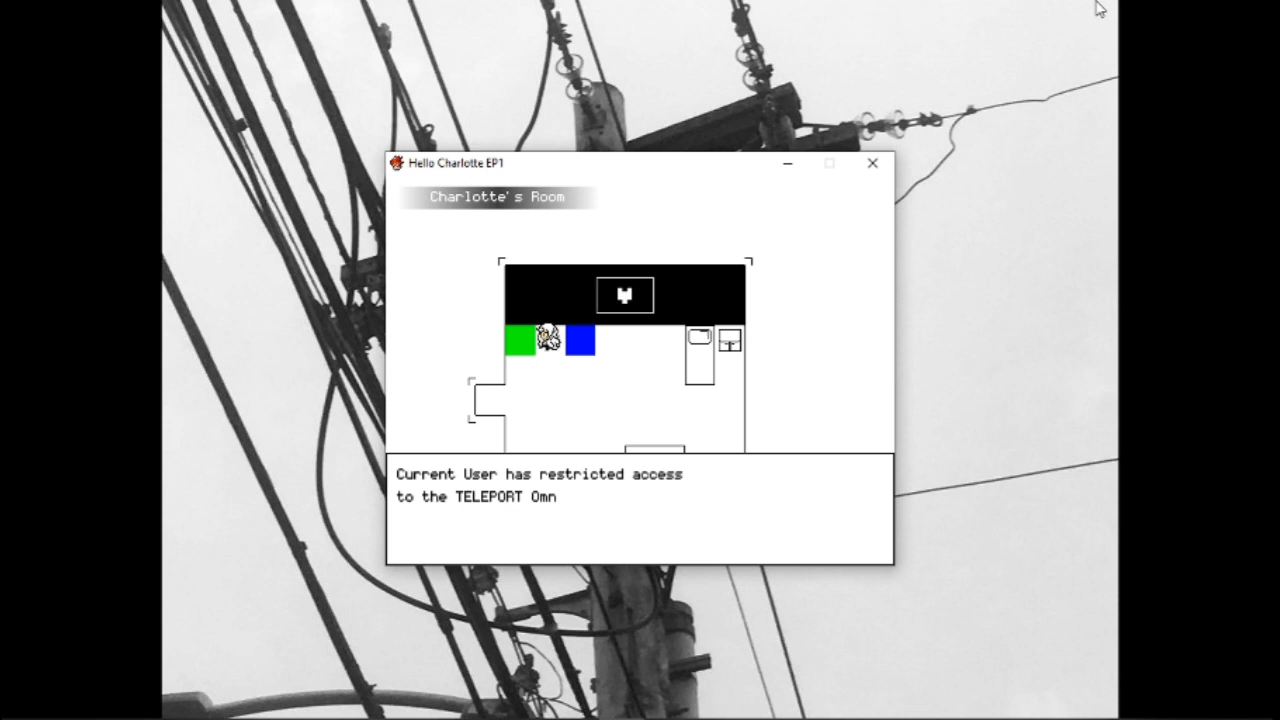 Hello Charlotte EP1
Charlotte's Room
Current User has restricted access
to the TELEPORT Omn